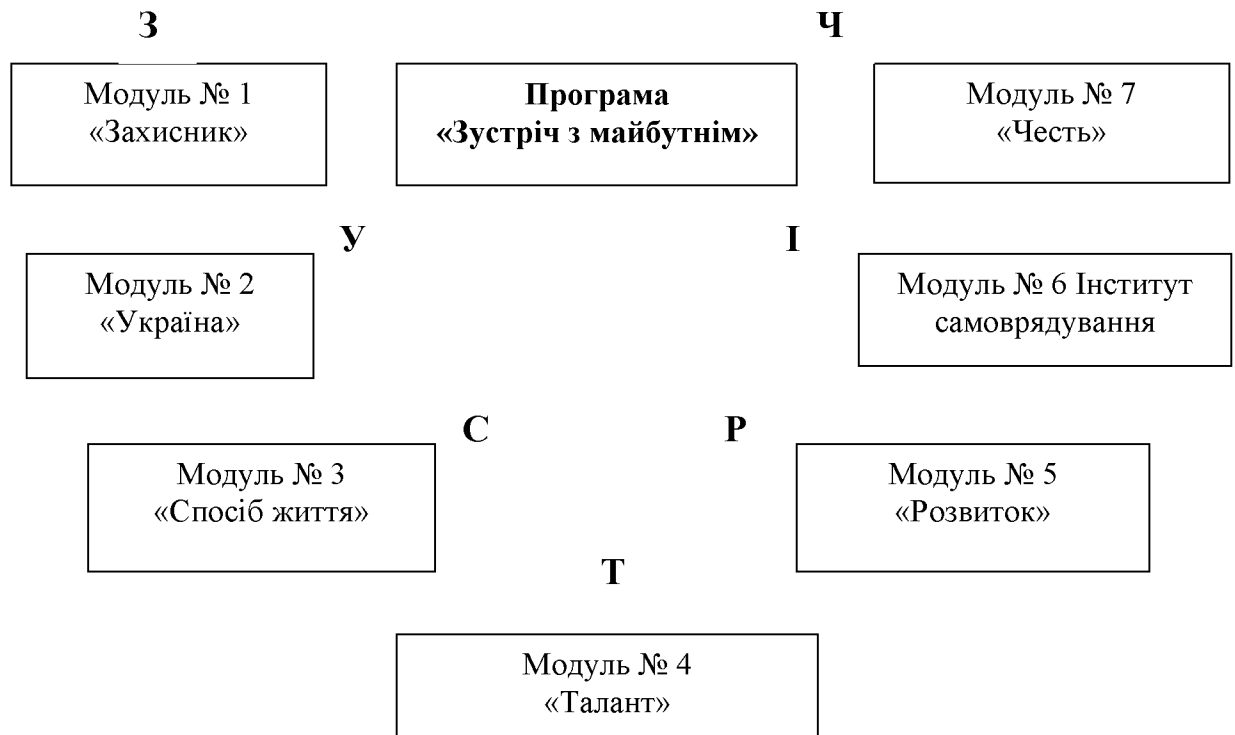 З
Ч
Модуль № 1
«Захисник»
Програма
«Зустріч з майбутнім»
Модуль № 7
«Честь»
У
І
Модуль № 2
«Україна»
Модуль № 6 Інститут
самоврядування
С
Р
Модуль № 3
«Спосіб життя»
Модуль № 5
«Розвиток»
Т
Модуль № 4
«Талант»